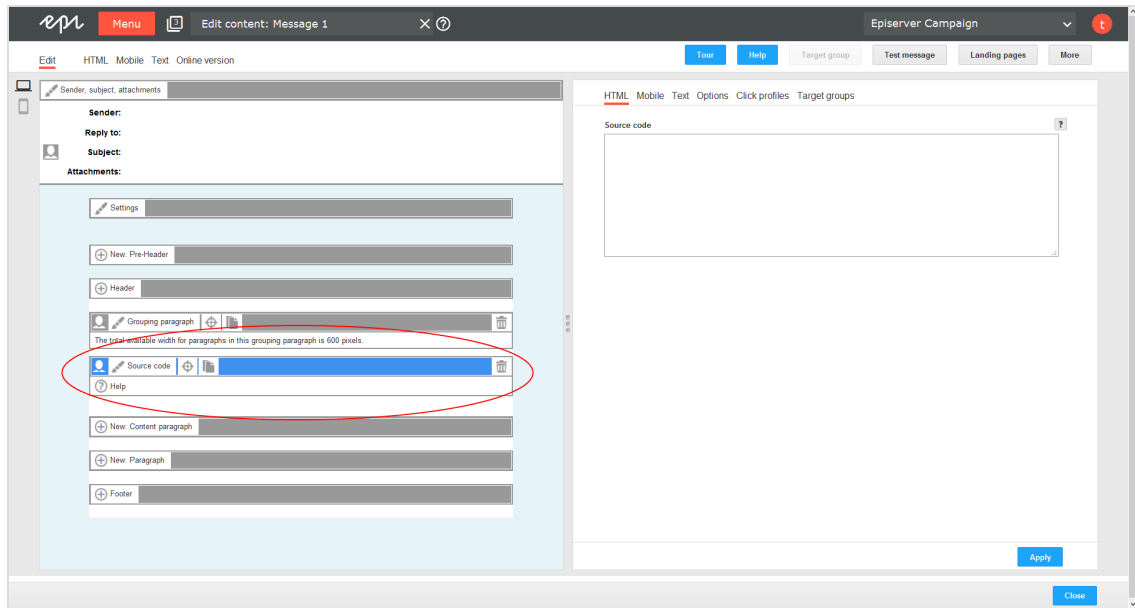 epi Menu 3 Edit content: Message 1 Episerver Campaign t
Edit HTML Mobile Text Online version Tour Help Target group Test message Landing pages More
Sender, subject, attachments
Sender:
Reply to:
Subject:
Attachments:
Settings
New: Pre-Header
Header
Grouping paragraph
The total available width for paragraphs in this grouping paragraph is 600 pixels.
Source code
? Help
New: Content paragraph
New: Paragraph
Footer
HTML Mobile Text Options Click profiles Target groups
Source code ?
Apply
Close